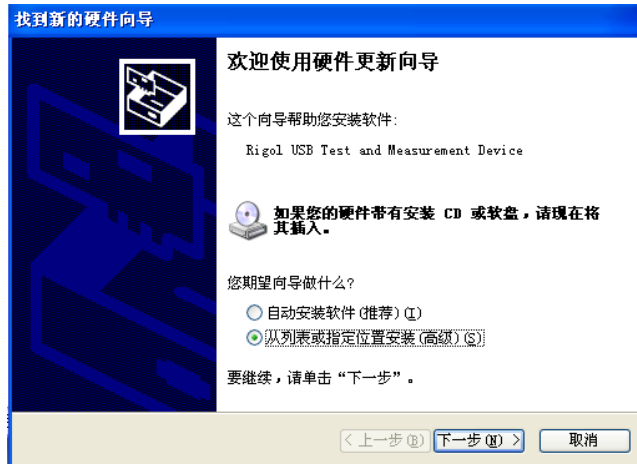 找到新的硬件向导
欢迎使用硬件更新向导
这个向导帮助您安装软件:
Rigol USB Test and Measurement Device
如果您的硬件带有安装 CD 或软盘，请现在将
其插入。
您期望向导做什么?
自动安装软件(推荐)(I)
从列表或指定位置安装(高级)(S)
要继续，请单击“下一步”。
< 上一步(B) 下一步(N) > 取消